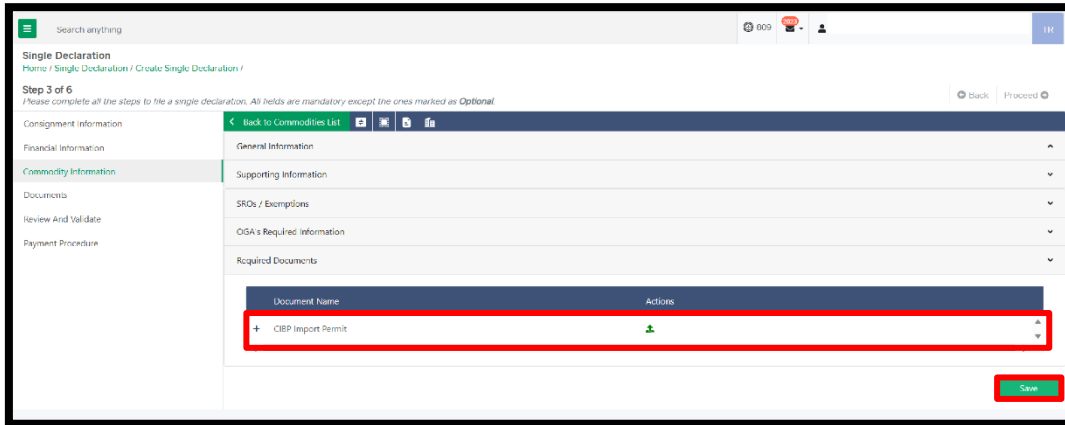 Search anything
809
2023
TR
Single Declaration
Home / Single Declaration / Create Single Declaration /
Step 3 of 6
Please complete all the steps to file a single declaration. All fields are mandatory except the ones marked as Optional.
Back
Proceed
Consignment Information
Financial Information
Commodity Information
Documents
Review And Validate
Payment Procedure
Back to Commodities List
General Information
Supporting Information
SROs / Exemptions
OGA's Required Information
Required Documents
Document Name Actions
CIBP Import Permit
Save